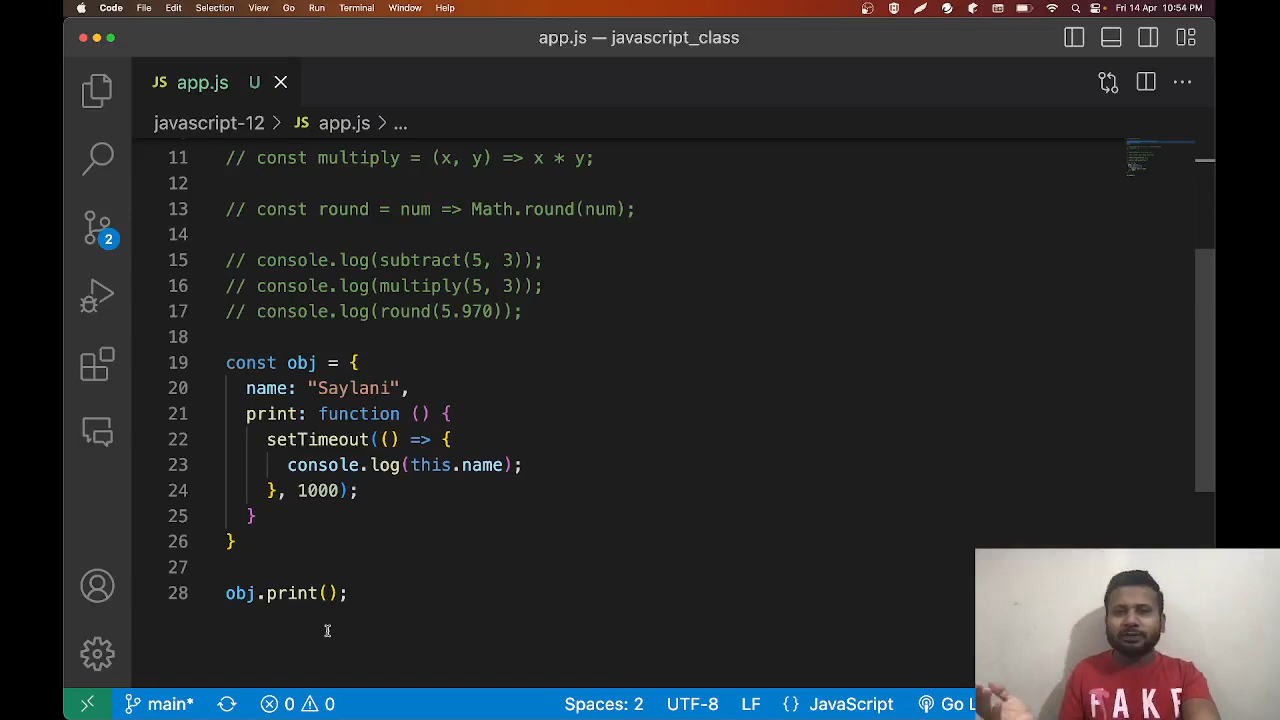 Code File Edit Selection View Go Run Terminal Window Help Fri 14 Apr 10:54 PM
app.js — javascript_class
JS app.js U
javascript-12 > JS app.js > ...
11 // const multiply = (x, y) => x * y;
12
13 // const round = num => Math.round(num);
14
15 // console.log(subtract(5, 3));
16 // console.log(multiply(5, 3));
17 // console.log(round(5.970));
18
19 const obj = {
20 name: "Saylani",
21 print: function () {
22 setTimeout(() => {
23 console.log(this.name);
24 }, 1000);
25 }
26 }
27
28 obj.print();
2
FAKE
main* 0 0 Spaces: 2 UTF-8 LF {} JavaScript Go L